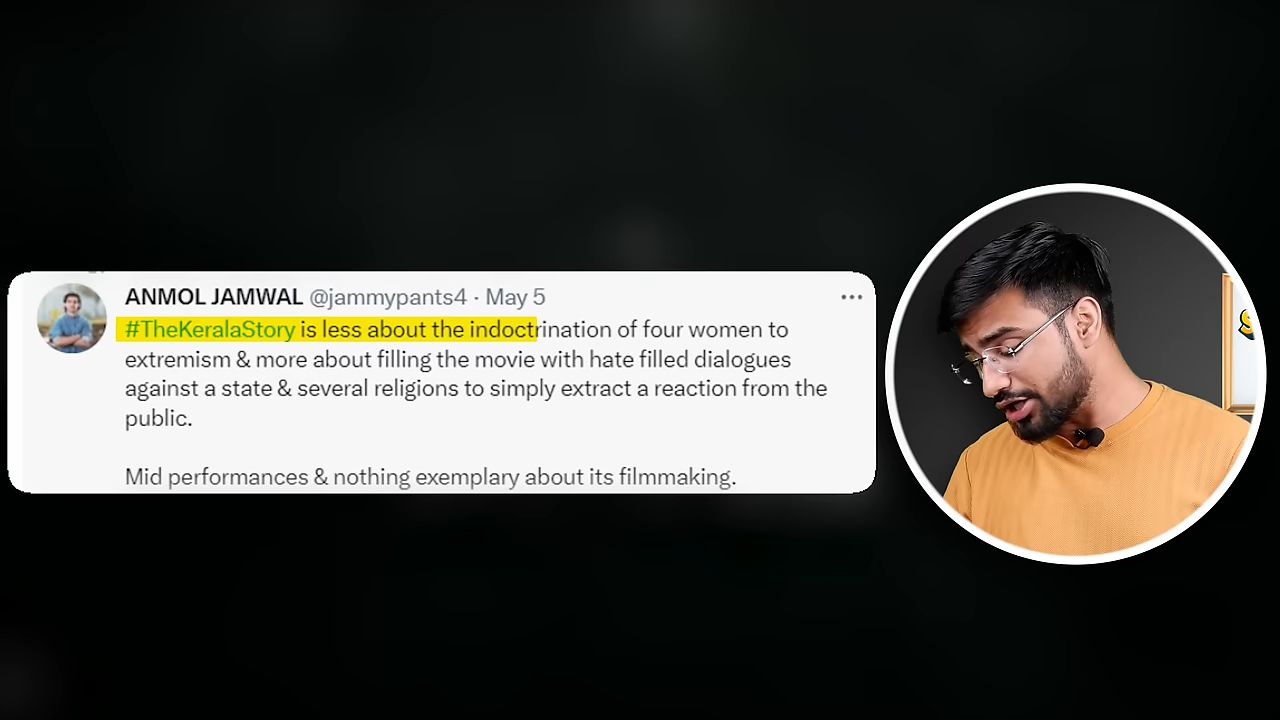 ANMOL JAMWAL @jammypants4 · May 5 ...
#TheKeralaStory is less about the indoctrination of four women to
extremism & more about filling the movie with hate filled dialogues
against a state & several religions to simply extract a reaction from the
public.
Mid performances & nothing exemplary about its filmmaking.